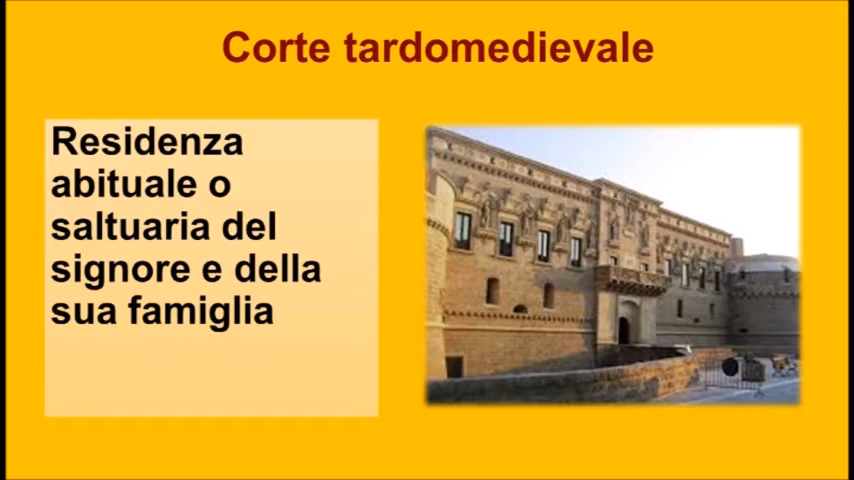 Corte tardomedievale
Residenza
abituale o
saltuaria del
signore e della
sua famiglia